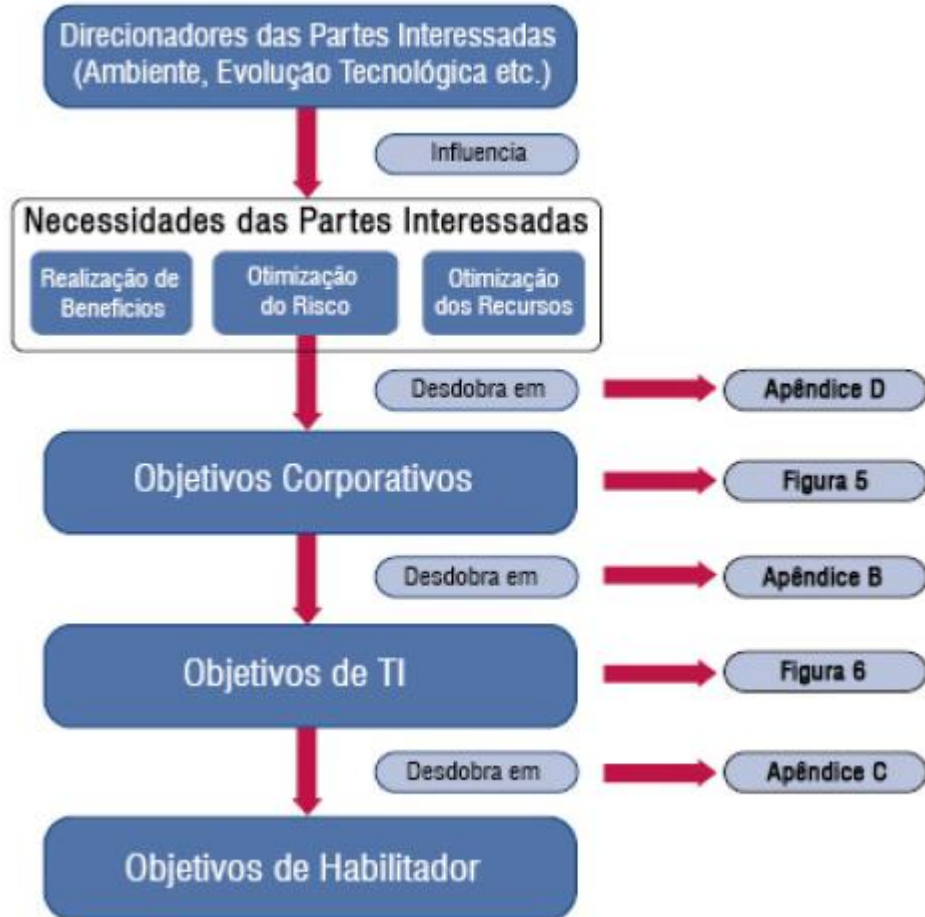 Direcionadores das Partes Interessadas
(Ambiente, Evolução Tecnológica etc.)
Influencia
Necessidades das Partes Interessadas
Realização de
Benefícios
Otimização
do Risco
Otimização
dos Recursos
Desdobra em
Apêndice D
Objetivos Corporativos
Figura 5
Desdobra em
Apêndice B
Objetivos de TI
Figura 6
Desdobra em
Apêndice C
Objetivos de Habilitador